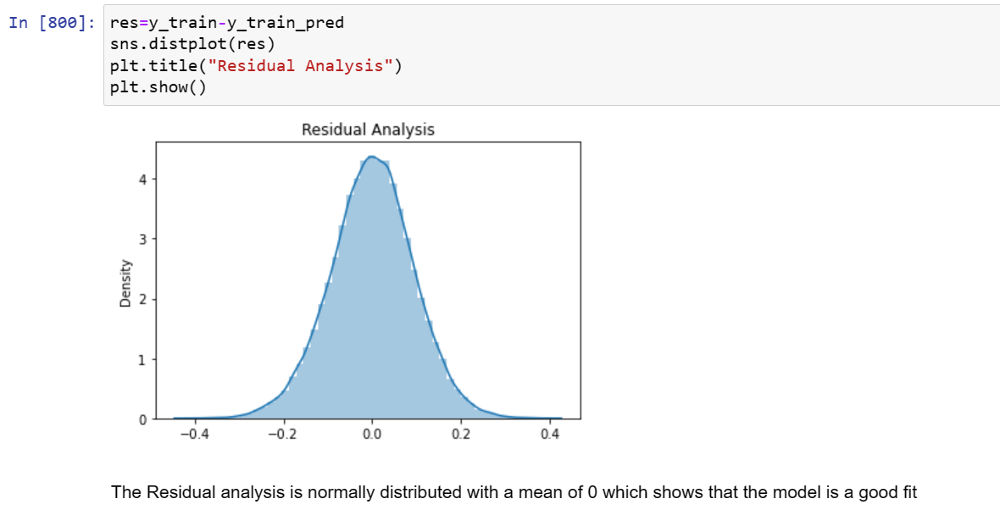 In [800]: res=y_train-y_train_pred
sns.distplot(res)
plt.title("Residual Analysis")
plt.show()
Residual Analysis
4
3
2
1
0
Density
−0.4 −0.2 0.0 0.2 0.4
The Residual analysis is normally distributed with a mean of 0 which shows that the model is a good fit